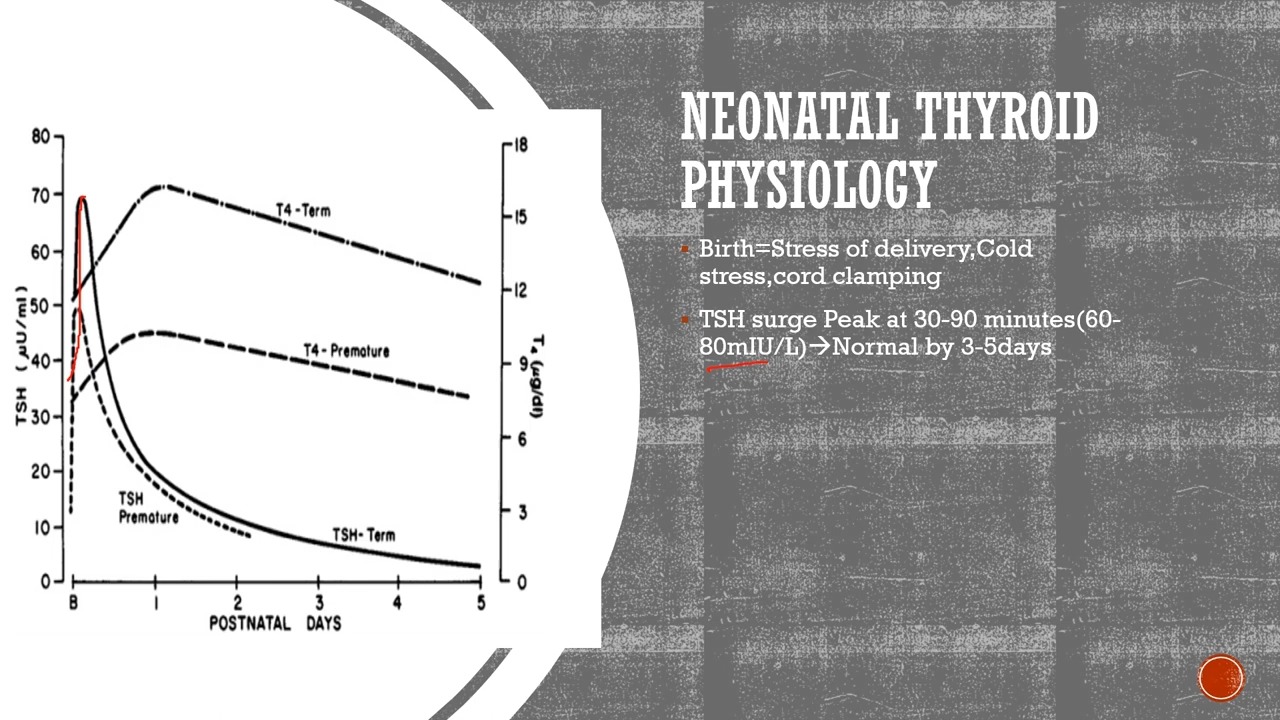 NEONATAL THYROID
PHYSIOLOGY
Birth=Stress of delivery,Cold
stress,cord clamping
TSH surge Peak at 30-90 minutes(60-
80mIU/L)→Normal by 3-5days
80
70
60
50
40
30
20
10
0
TSH (μU/ml)
18
15
12
9
6
3
0
T4 (μg/dl)
T4-Term
T4-Premature
TSH
Premature
TSH-Term
B 1 2 3 4 5
POSTNATAL DAYS